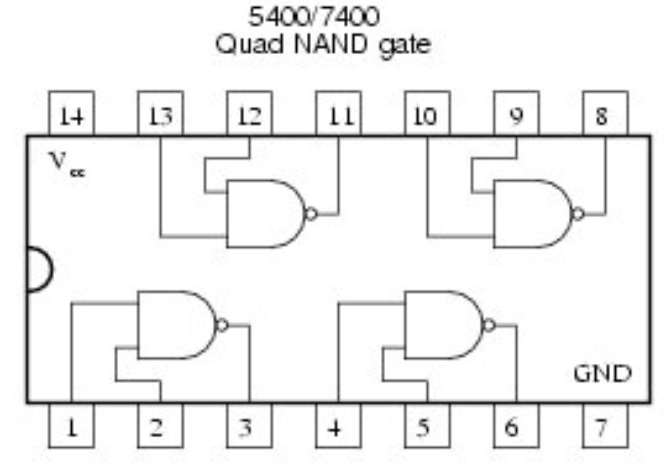 5400/7400
Quad NAND gate
14 13 12 11 10 9 8
Vcc
GND
1 2 3 4 5 6 7